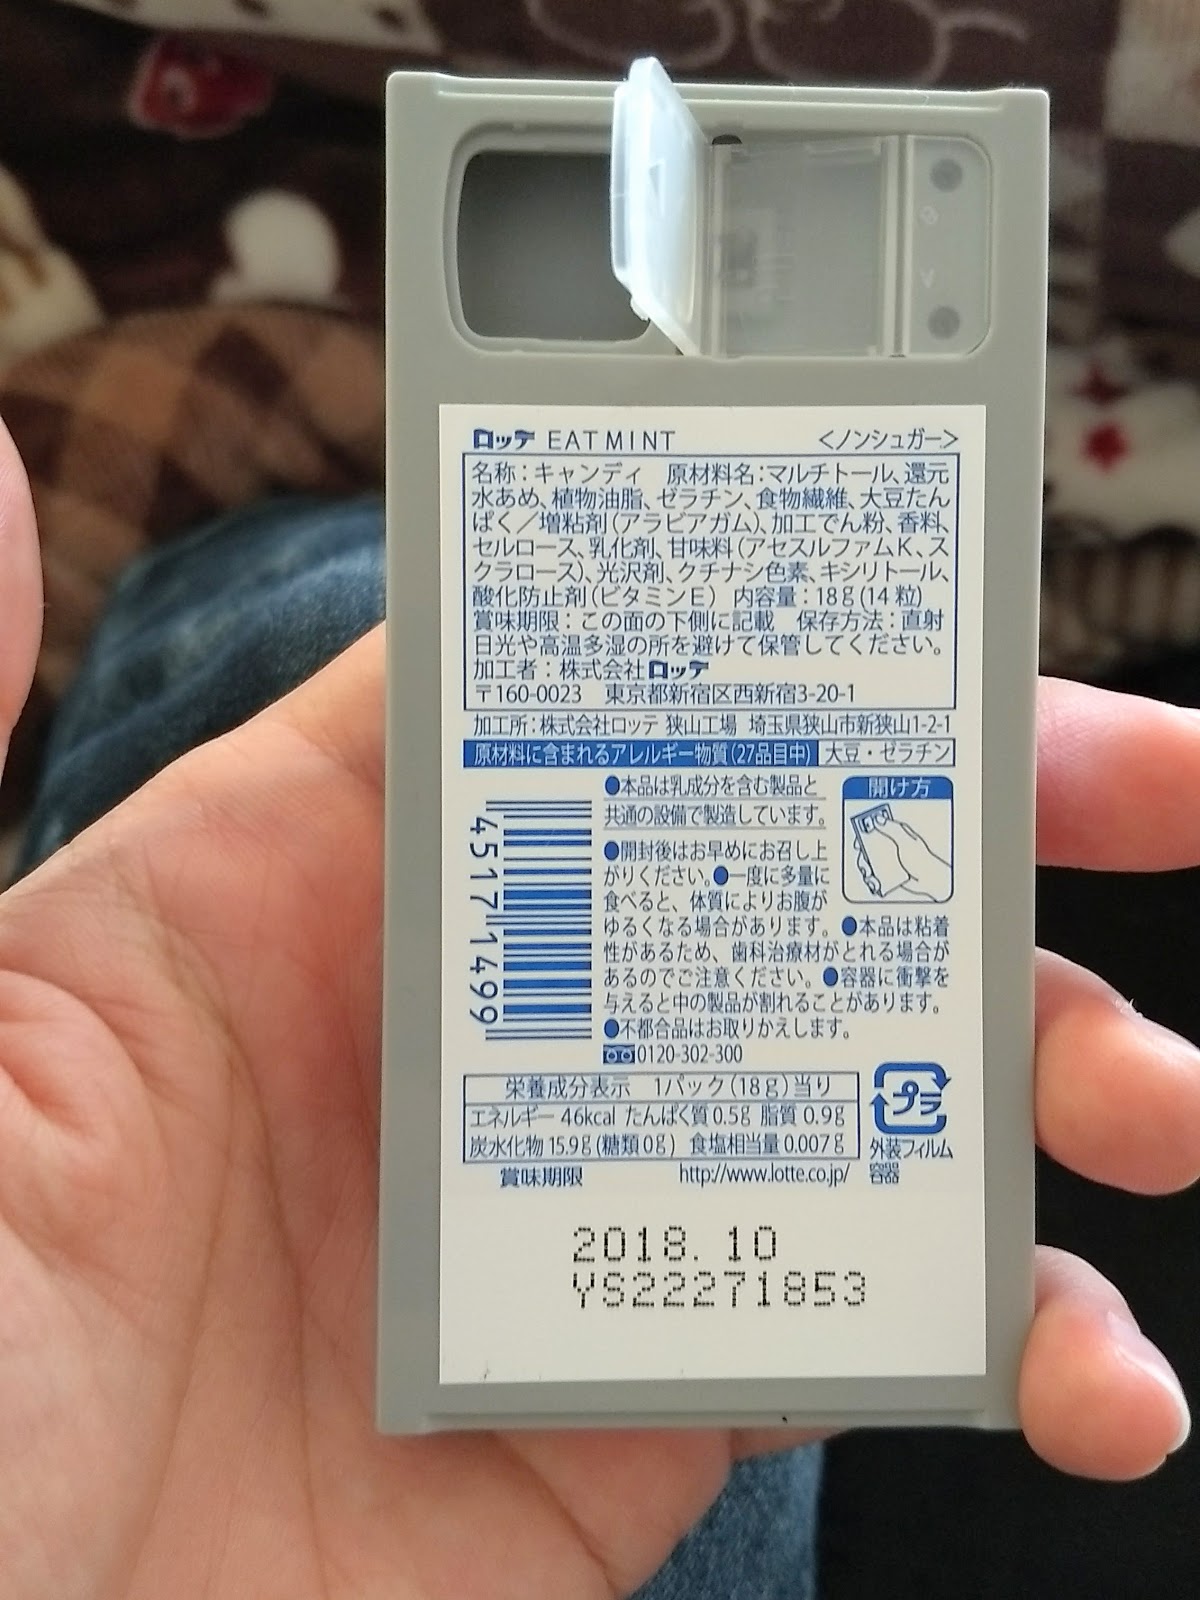 ロッテ EATMINT <ノンシュガー>
名称：キャンディ 原材料名：マルチトール、還元
水あめ、植物油脂、ゼラチン、食物繊維、大豆たん
ぱく／増粘剤(アラビアガム)、加工でん粉、香料、
セルロース、乳化剤、甘味料(アセスルファムK、ス
クラロース)、光沢剤、クチナシ色素、キシリトール、
酸化防止剤(ビタミンE) 内容量：18g(14粒)
賞味期限：この面の下側に記載 保存方法：直射
日光や高温多湿の所を避けて保管してください。
加工者：株式会社ロッテ
〒160-0023 東京都新宿区西新宿3-20-1
加工所：株式会社ロッテ 狭山工場 埼玉県狭山市新狭山1-2-1
原材料に含まれるアレルギー物質(27品目中) 大豆・ゼラチン
●本品は乳成分を含む製品と
共通の設備で製造しています。
開け方
●開封後はお早めにお召し上
がりください。●一度に多量に
食べると、体質によりお腹が
ゆるくなる場合があります。●本品は粘着
性があるため、歯科治療材がとれる場合が
あるのでご注意ください。●容器に衝撃を
与えると中の製品が割れることがあります。
●不都合品はお取りかえします。
0120-302-300
45171499
栄養成分表示 1パック(18g)当り
エネルギー 46kcal たんぱく質 0.5g 脂質 0.9g
炭水化物 15.9g(糖類0g) 食塩相当量 0.007g
プラ
外装フィルム
容器
賞味期限 http://www.lotte.co.jp/
2018.10
YS22271853